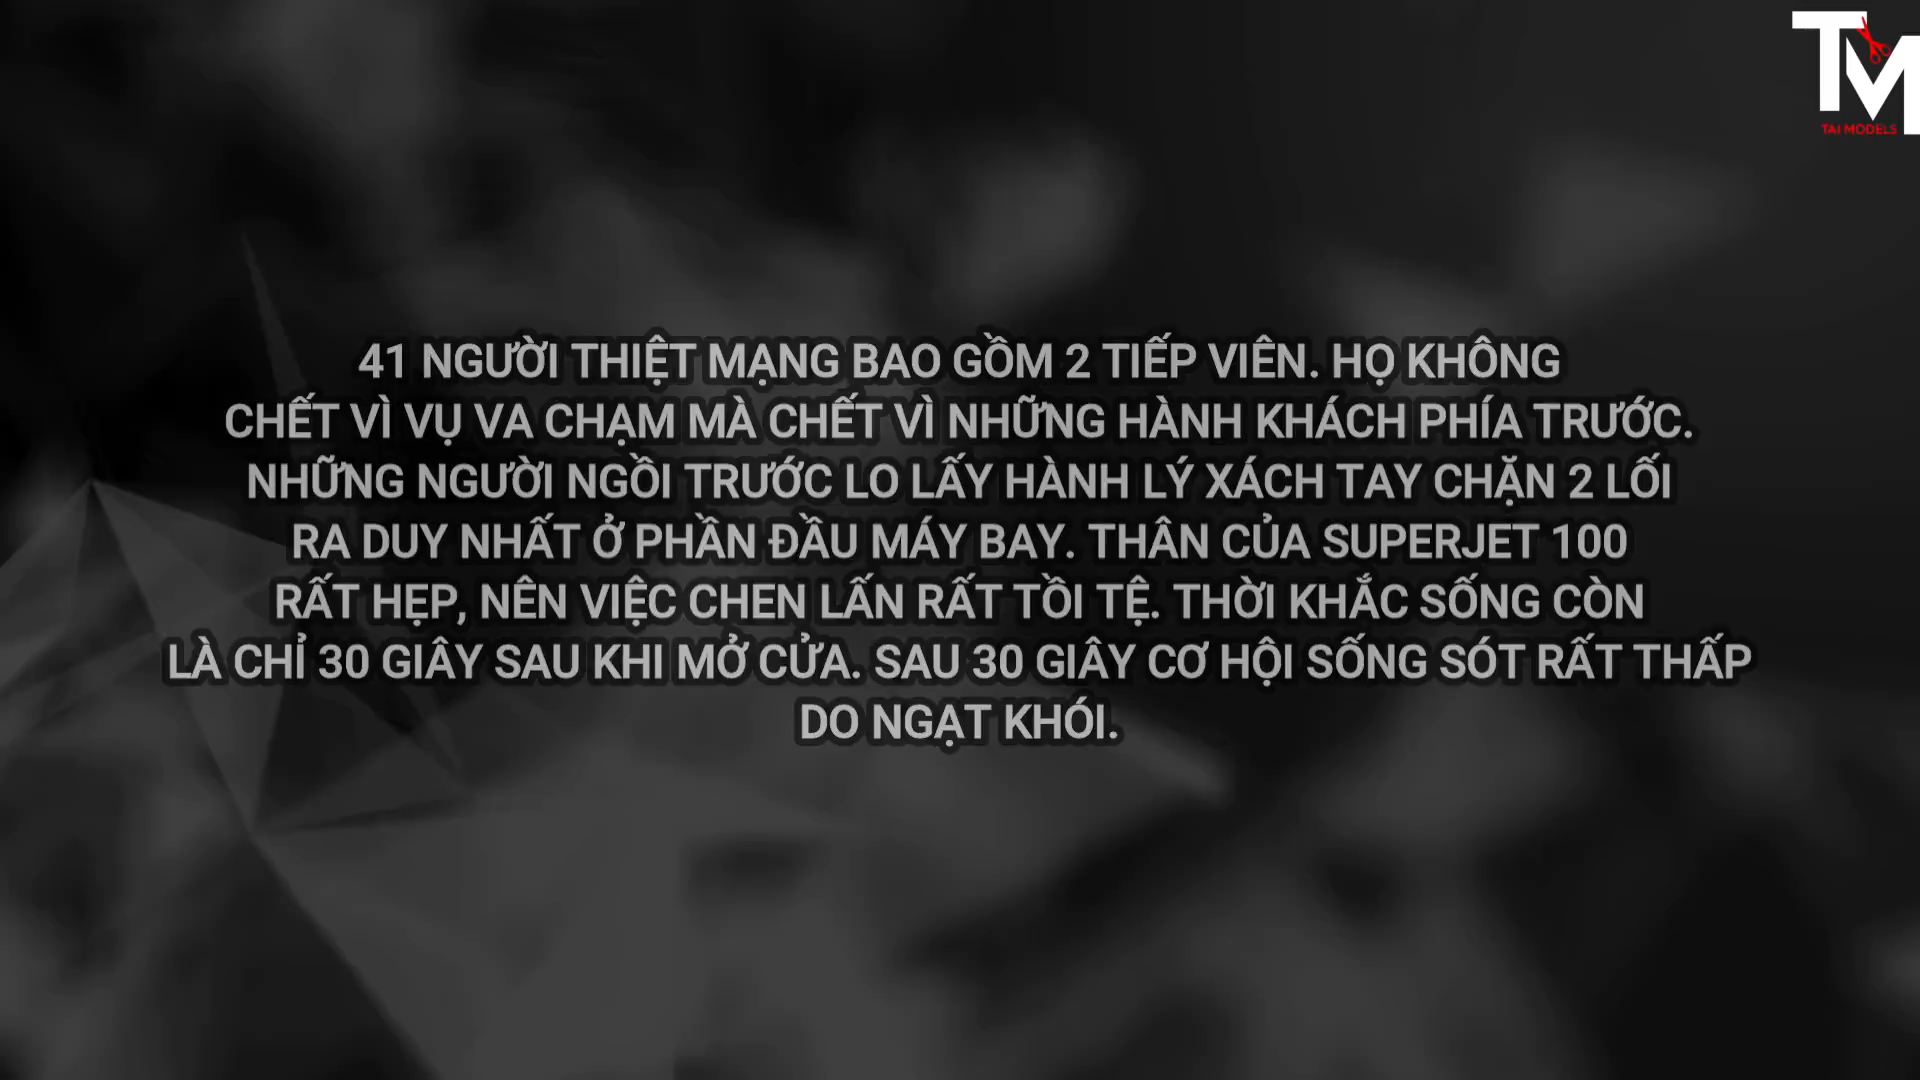 TM
TAI MODELS
41 NGƯỜI THIỆT MẠNG BAO GỒM 2 TIẾP VIÊN. HỌ KHÔNG
CHẾT VÌ VỤ VA CHẠM MÀ CHẾT VÌ NHỮNG HÀNH KHÁCH PHÍA TRƯỚC.
NHỮNG NGƯỜI NGỒI TRƯỚC LO LẤY HÀNH LÝ XÁCH TAY CHẶN 2 LỐI
RA DUY NHẤT Ở PHẦN ĐẦU MÁY BAY. THÂN CỦA SUPERJET 100
RẤT HẸP, NÊN VIỆC CHEN LẤN RẤT TỒI TỆ. THỜI KHẮC SỐNG CÒN
LÀ CHỈ 30 GIÂY SAU KHI MỞ CỬA. SAU 30 GIÂY CƠ HỘI SỐNG SÓT RẤT THẤP
DO NGẠT KHÓI.